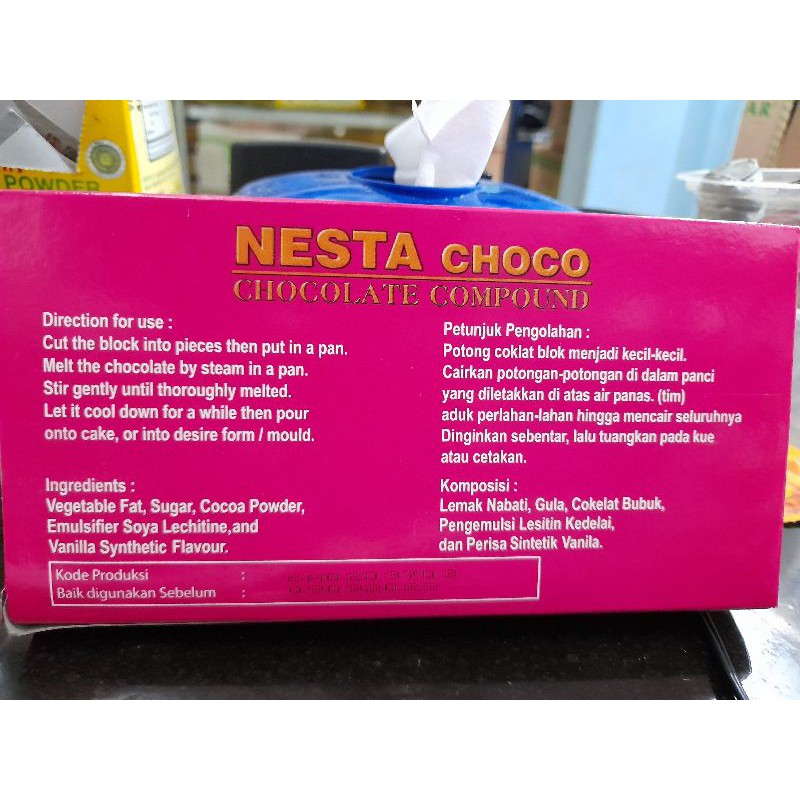 POWDER
NESTA CHOCO
CHOCOLATE COMPOUND
Direction for use :
Cut the block into pieces then put in a pan.
Melt the chocolate by steam in a pan.
Stir gently until thoroughly melted.
Let it cool down for a while then pour
onto cake, or into desire form / mould.
Ingredients :
Vegetable Fat, Sugar, Cocoa Powder,
Emulsifier Soya Lechitine,and
Vanilla Synthetic Flavour.
Petunjuk Pengolahan :
Potong coklat blok menjadi kecil-kecil.
Cairkan potongan-potongan di dalam panci
yang diletakkan di atas air panas. (tim)
aduk perlahan-lahan hingga mencair seluruhnya
Dinginkan sebentar, lalu tuangkan pada kue
atau cetakan.
Komposisi :
Lemak Nabati, Gula, Cokelat Bubuk,
Pengemulsi Lesitin Kedelai,
dan Perisa Sintetik Vanila.
Kode Produksi :
Baik digunakan Sebelum :